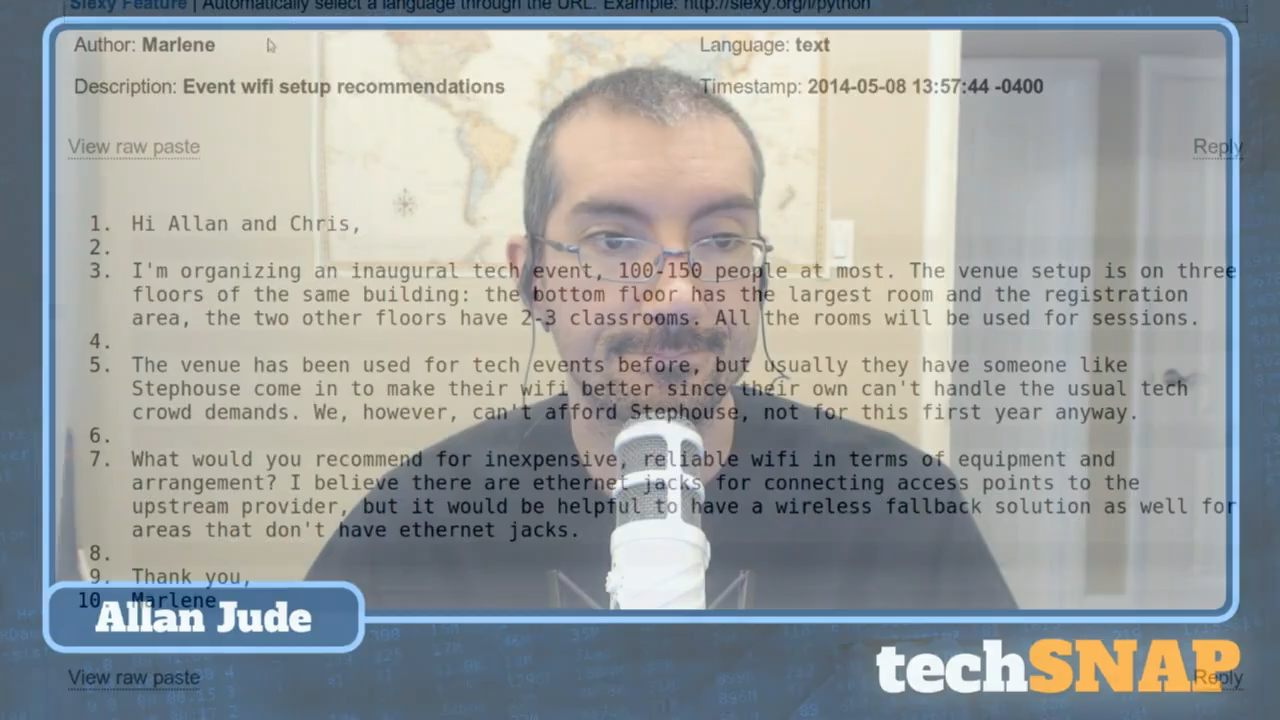 Slexy Feature | Automatically select a language through the URL. Example: http://slexy.org/l/python
Author: Marlene
Language: text
Description: Event wifi setup recommendations
Timestamp: 2014-05-08 13:57:44 -0400
View raw paste
Reply
1. Hi Allan and Chris,
2.
3. I'm organizing an inaugural tech event, 100-150 people at most. The venue setup is on three
floors of the same building: the bottom floor has the largest room and the registration
area, the two other floors have 2-3 classrooms. All the rooms will be used for sessions.
4.
5. The venue has been used for tech events before, but usually they have someone like
Stephouse come in to make their wifi better since their own can't handle the usual tech
crowd demands. We, however, can't afford Stephouse, not for this first year anyway.
6.
7. What would you recommend for inexpensive, reliable wifi in terms of equipment and
arrangement? I believe there are ethernet jacks for connecting access points to the
upstream provider, but it would be helpful to have a wireless fallback solution as well for
areas that don't have ethernet jacks.
8.
9. Thank you,
10. Marlene
Allan Jude
techSNAP
View raw paste
Reply